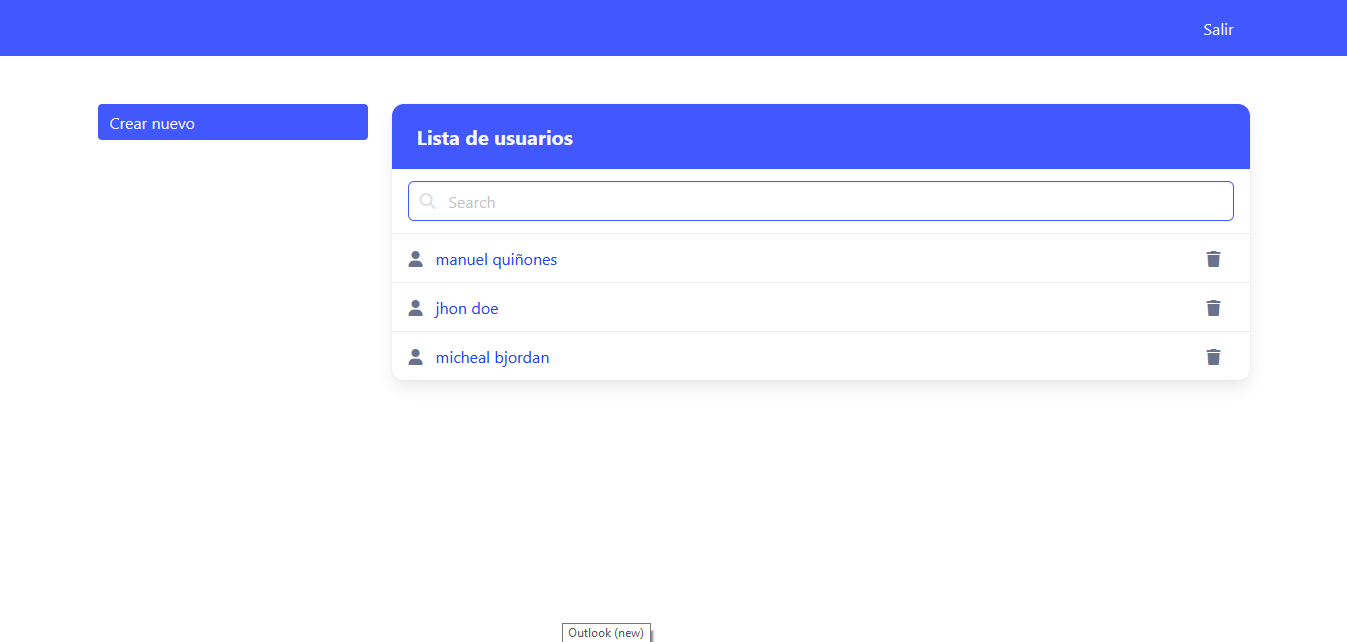 Salir
Crear nuevo
Lista de usuarios
Search
manuel quiñones
jhon doe
micheal bjordan
Outlook (new)